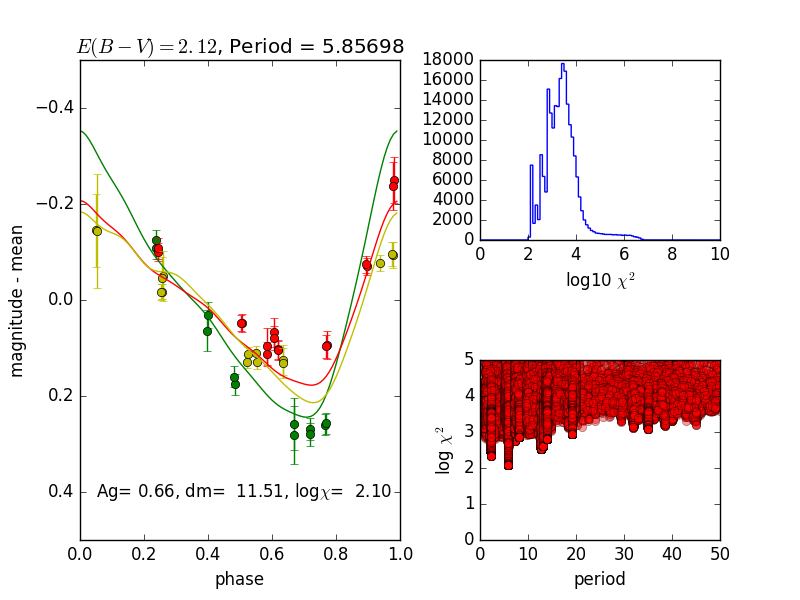 E(B − V) = 2.12, Period = 5.85698
−0.4
−0.2
0.0
0.2
0.4
magnitude - mean
Ag= 0.66, dm= 11.51, logχ= 2.10
0.0 0.2 0.4 0.6 0.8 1.0
phase
18000
16000
14000
12000
10000
8000
6000
4000
2000
0
0 2 4 6 8 10
log10 χ²
5
4
3
2
1
0
log χ²
0 10 20 30 40 50
period